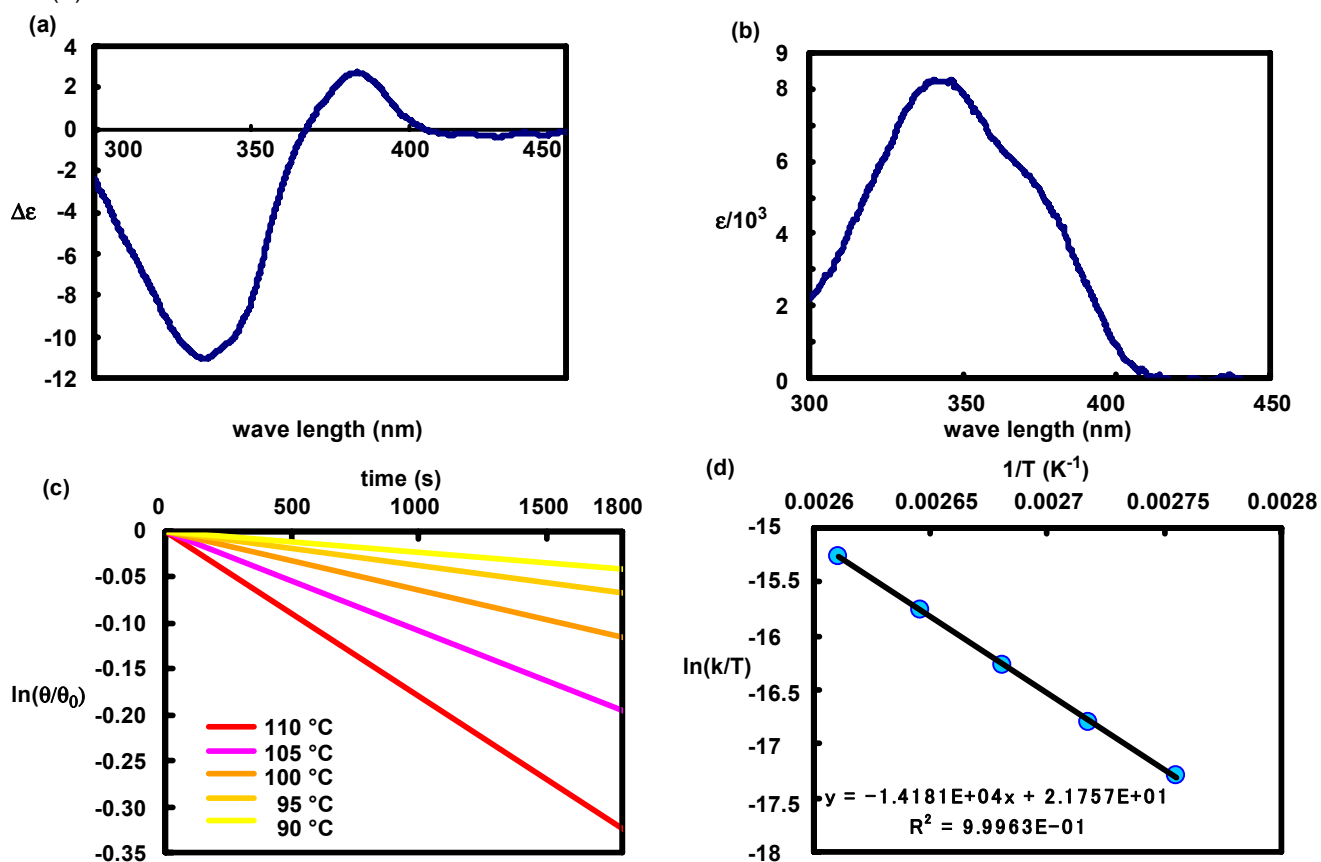 (a)
4
2
0
-2
-4
-6
-8
-10
-12
Δε
300 350 400 450
wave length (nm)
(b)
9
8
6
4
2
0
ε/10³
300 350 400 450
wave length (nm)
(c)
time (s)
0 500 1000 1500 1800
0
-0.05
-0.10
-0.15
-0.20
-0.25
-0.30
-0.35
ln(θ/θ₀)
110 °C
105 °C
100 °C
95 °C
90 °C
(d)
1/T (K⁻¹)
0.0026 0.00265 0.0027 0.00275 0.0028
-15
-15.5
-16
-16.5
-17
-17.5
-18
ln(k/T)
y = −1.4181E+04x + 2.1757E+01
R² = 9.9963E−01